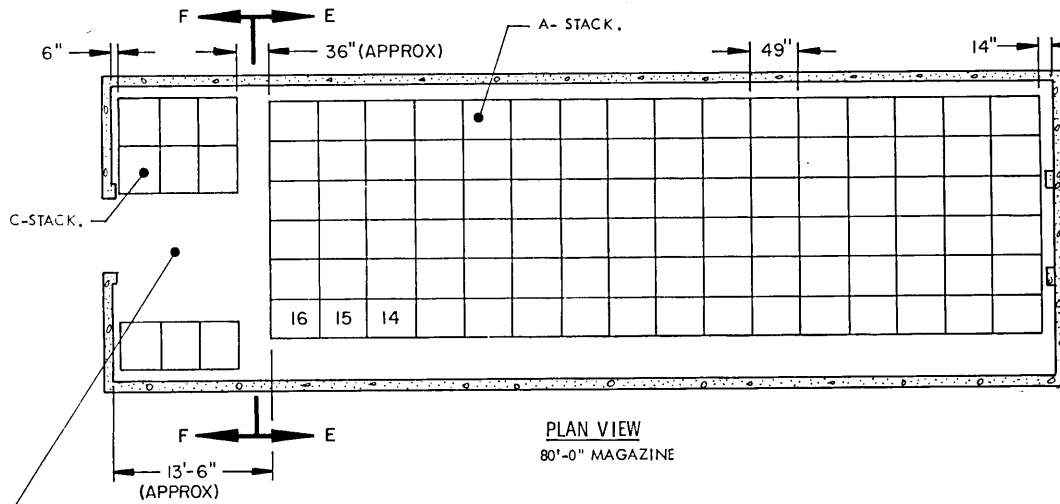 F E
A- STACK.
6"
36" (APPROX)
49"
14"
C-STACK.
16 15 14
F E
PLAN VIEW
80'-0" MAGAZINE
13'-6"
(APPROX)